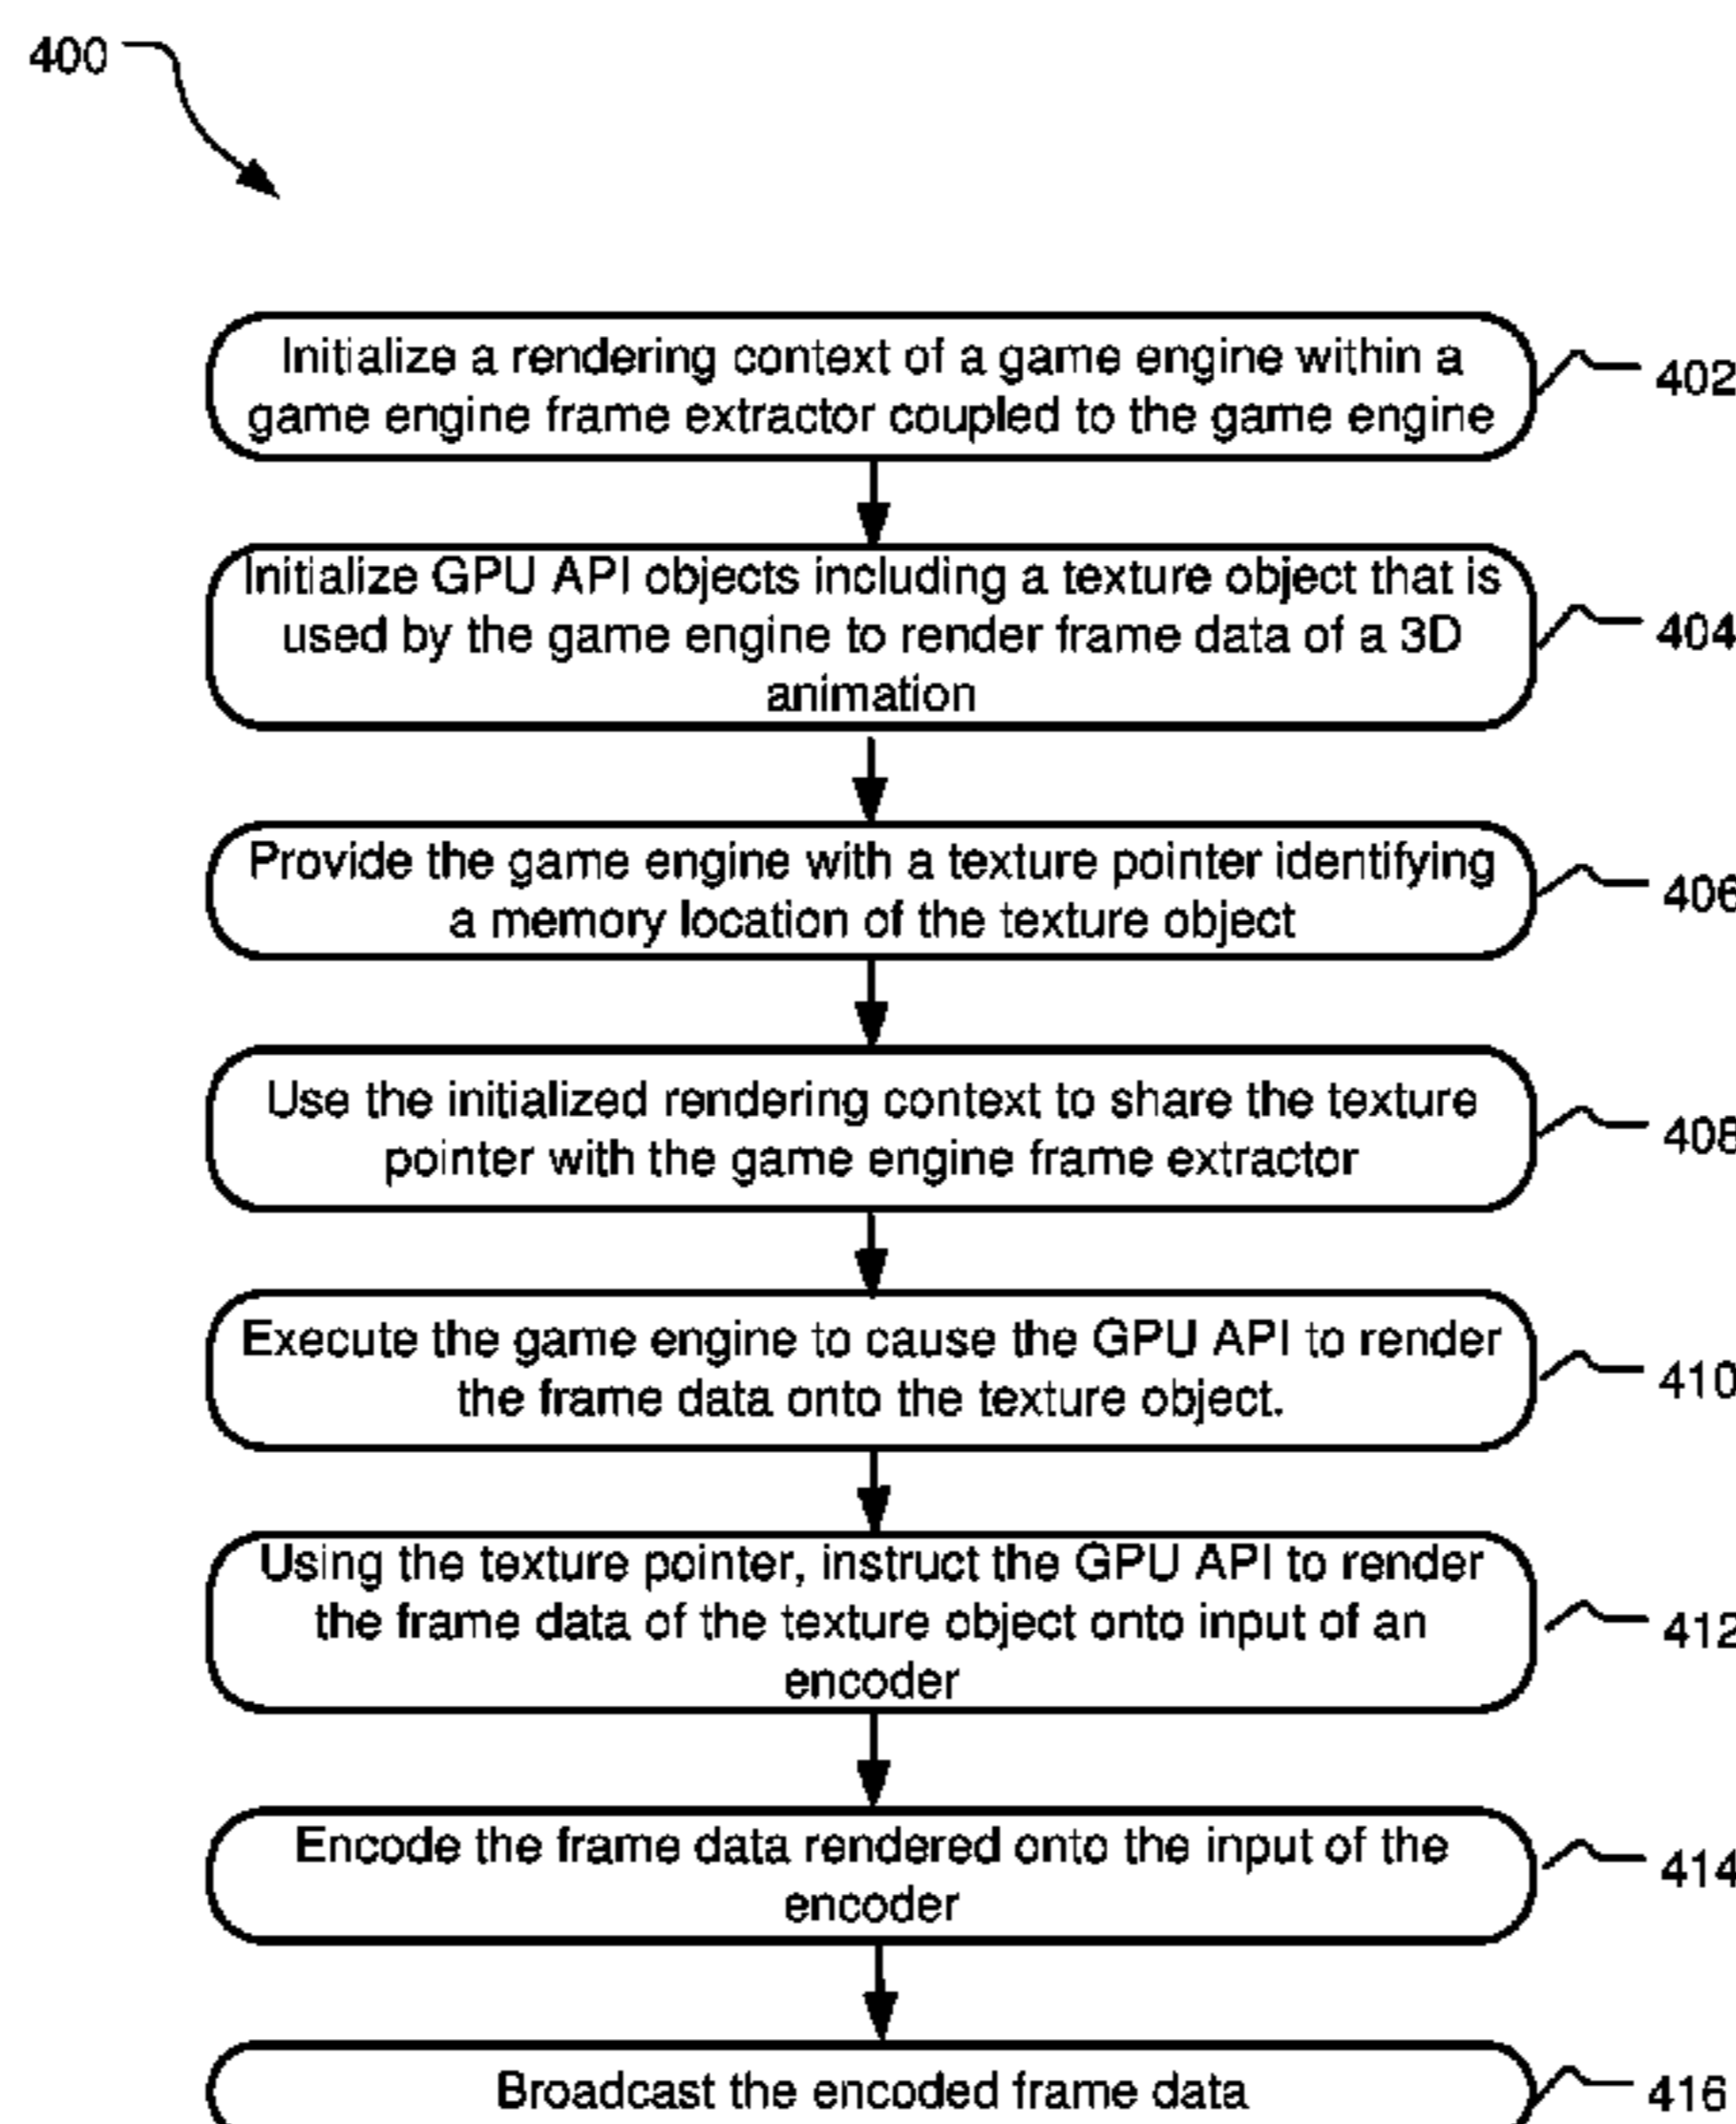 400
Initialize a rendering context of a game engine within a
game engine frame extractor coupled to the game engine
402
Initialize GPU API objects including a texture object that is
used by the game engine to render frame data of a 3D
animation
404
Provide the game engine with a texture pointer identifying
a memory location of the texture object
406
Use the initialized rendering context to share the texture
pointer with the game engine frame extractor
408
Execute the game engine to cause the GPU API to render
the frame data onto the texture object.
410
Using the texture pointer, instruct the GPU API to render
the frame data of the texture object onto input of an
encoder
412
Encode the frame data rendered onto the input of the
encoder
414
Broadcast the encoded frame data
416